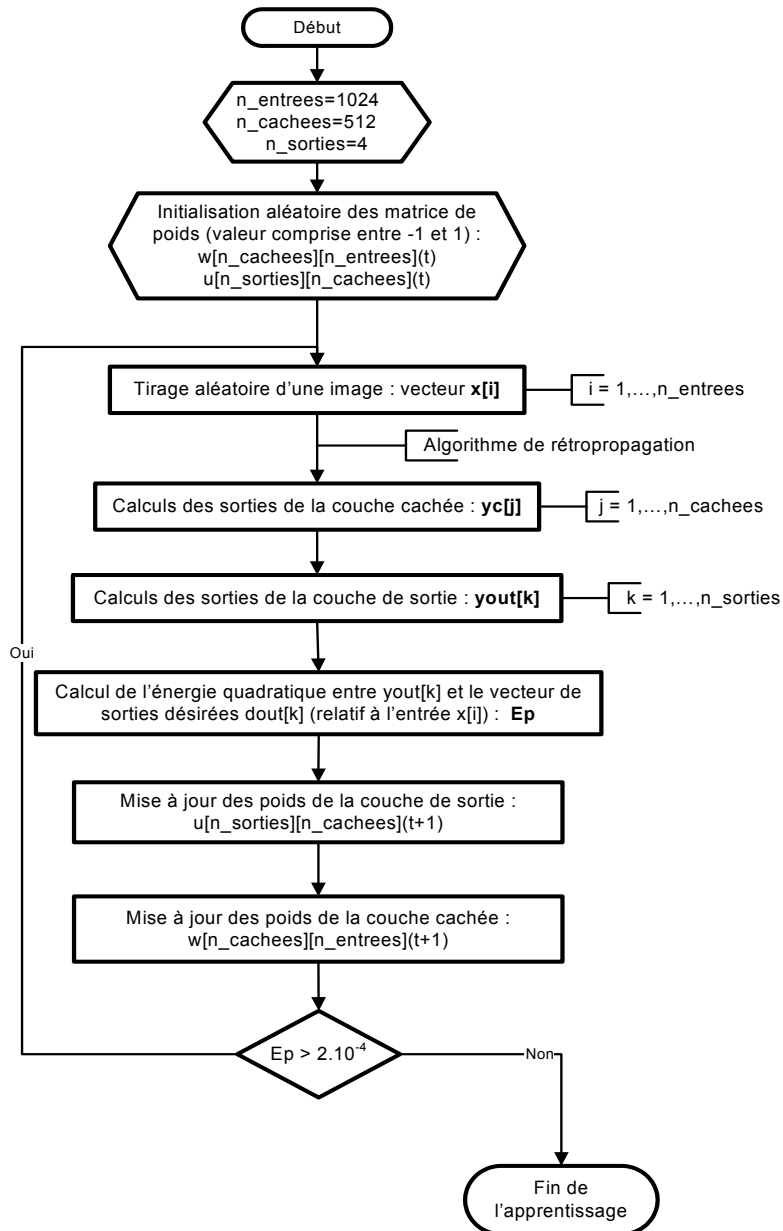 Début
n_entrees=1024
n_cachees=512
n_sorties=4
Initialisation aléatoire des matrice de
poids (valeur comprise entre -1 et 1) :
w[n_cachees][n_entrees](t)
u[n_sorties][n_cachees](t)
Tirage aléatoire d’une image : vecteur x[i]
i = 1,…,n_entrees
Algorithme de rétropropagation
Calculs des sorties de la couche cachée : yc[j]
j = 1,…,n_cachees
Calculs des sorties de la couche de sortie : yout[k]
k = 1,…,n_sorties
Oui
Calcul de l’énergie quadratique entre yout[k] et le vecteur de
sorties désirées dout[k] (relatif à l’entrée x[i]) : Ep
Mise à jour des poids de la couche de sortie :
u[n_sorties][n_cachees](t+1)
Mise à jour des poids de la couche cachée :
w[n_cachees][n_entrees](t+1)
Ep > 2.10⁻⁴
Non
Fin de
l’apprentissage